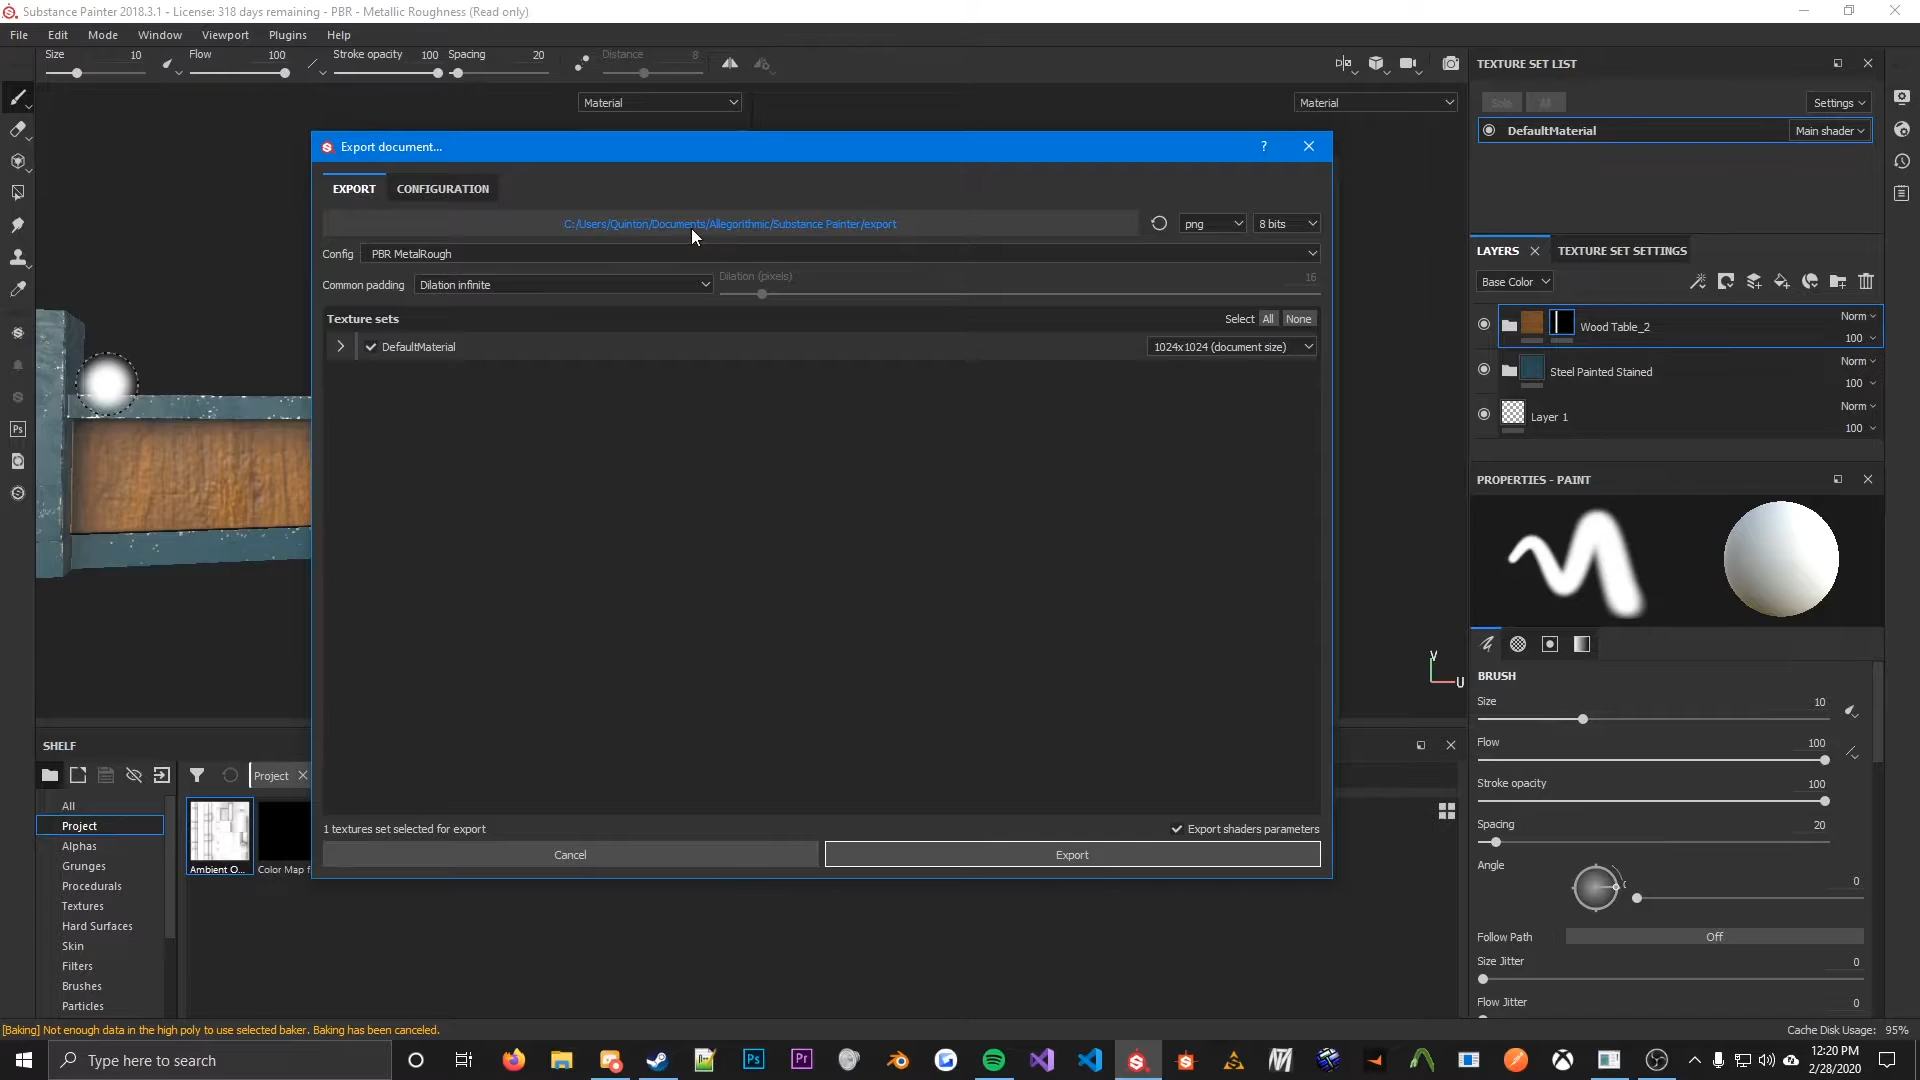 Substance Painter 2018.3.1 - License: 318 days remaining - PBR - Metallic Roughness (Read only)
File Edit Mode Window Viewport Plugins Help
Size 10 Flow 100 Stroke opacity 100 Spacing 20 Distance 8
Material Material
Export document... ?
EXPORT CONFIGURATION
C:/Users/Quinton/Documents/Allegorithmic/Substance Painter/export png 8 bits
Config PBR MetalRough
Common padding Dilation infinite Dilation (pixels) 16
Texture sets Select All None
DefaultMaterial 1024x1024 (document size)
1 textures set selected for export Export shaders parameters
Cancel Export
V
U
TEXTURE SET LIST
Solo All Settings
DefaultMaterial Main shader
LAYERS TEXTURE SET SETTINGS
Base Color
Wood Table_2 Norm
100
Steel Painted Stained Norm
100
Layer 1 Norm
100
PROPERTIES - PAINT
BRUSH
Size 10
Flow 100
Stroke opacity 100
Spacing 20
Angle 0
Follow Path Off
Size Jitter 0
Flow Jitter 0
SHELF
Project
All
Project
Alphas
Grunges
Procedurals
Textures
Hard Surfaces
Skin
Filters
Brushes
Particles
Ambient O... Color Map f
[Baking] Not enough data in the high poly to use selected baker. Baking has been canceled. Cache Disk Usage: 95%
Type here to search
Ps Pr
12:20 PM
2/28/2020